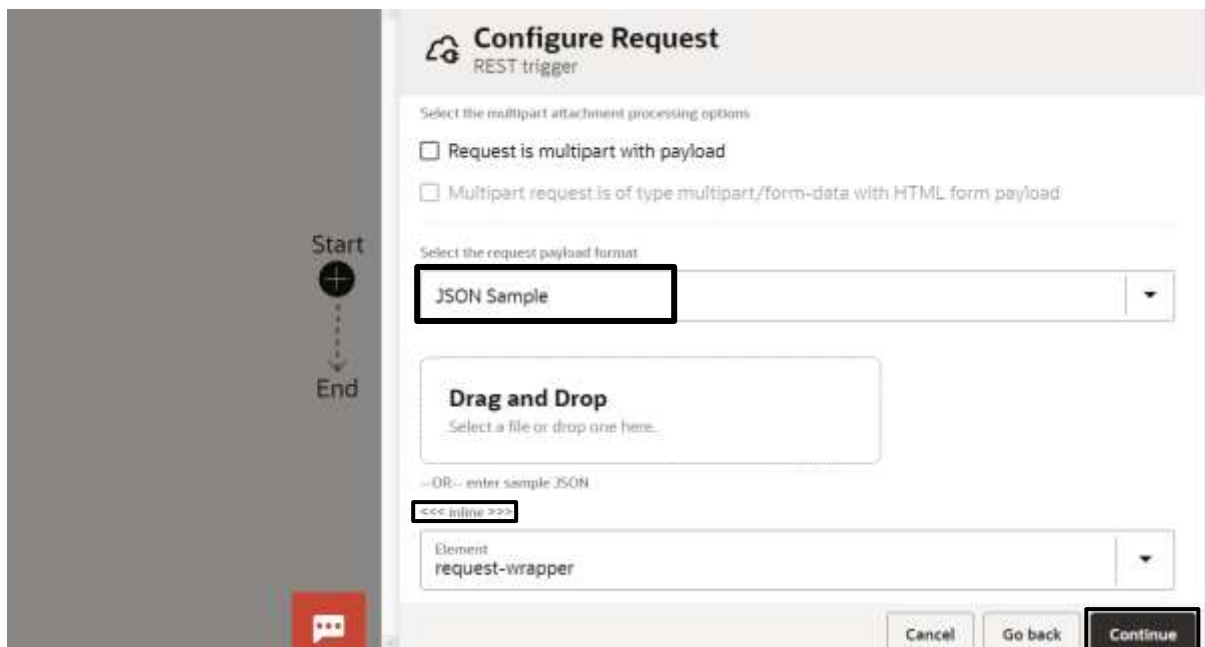 Configure Request
REST trigger
Select the multipart attachment processing options
Request is multipart with payload
Multipart request is of type multipart/form-data with HTML form payload
Start
Select the request payload format
JSON Sample
End
Drag and Drop
Select a file or drop one here.
--OR-- enter sample JSON
<<< inline >>>
Element
request-wrapper
Cancel
Go back
Continue